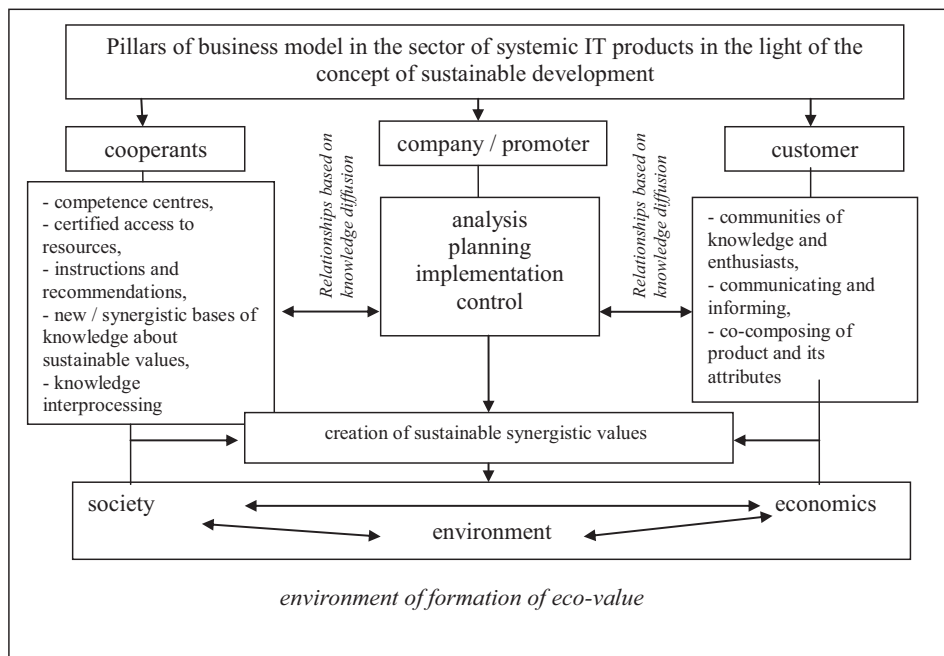 Pillars of business model in the sector of systemic IT products in the light of the
concept of sustainable development
cooperants
company / promoter
customer
- competence centres,
- certified access to
resources,
- instructions and
recommendations,
- new / synergistic bases of
knowledge about
sustainable values,
- knowledge
interprocessing
Relationships based on
knowledge diffusion
analysis
planning
implementation
control
Relationships based on
knowledge diffusion
- communities of
knowledge and
enthusiasts,
- communicating and
informing,
- co-composing of
product and its
attributes
creation of sustainable synergistic values
society
economics
environment
environment of formation of eco-value